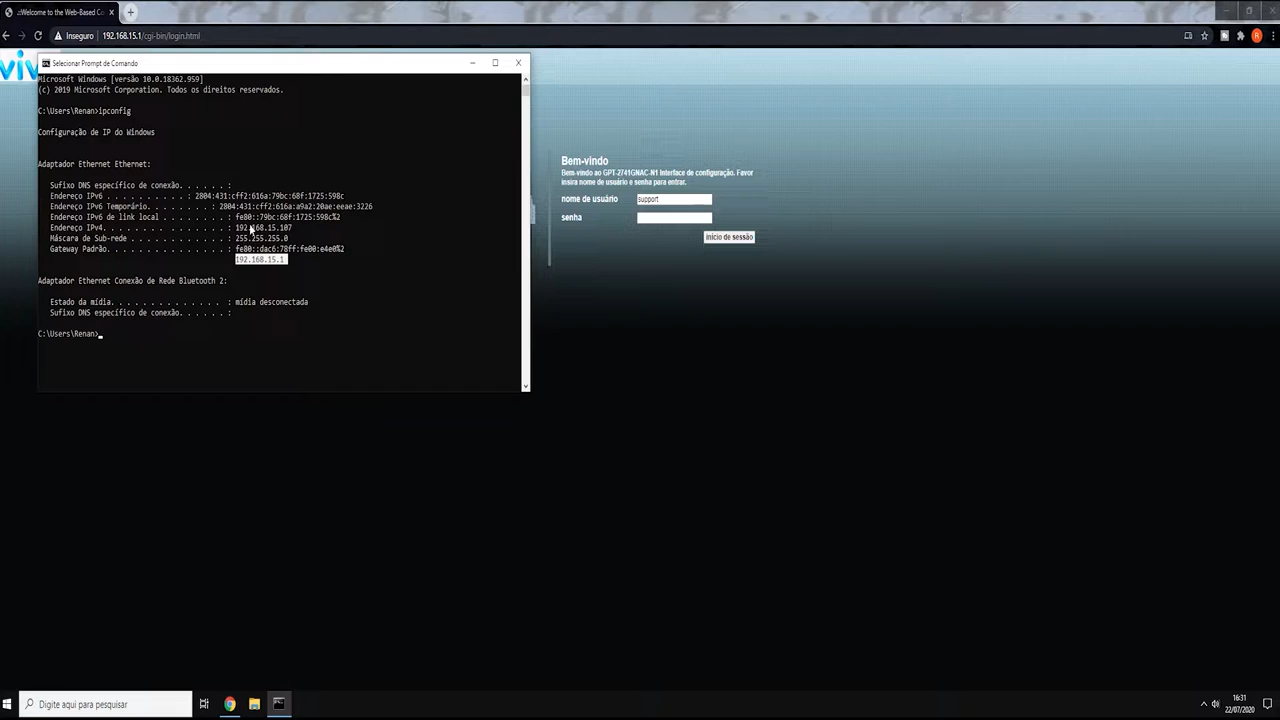 ::Welcome to the Web-Based Co
Inseguro 192.168.15.1/cgi-bin/login.html
R
viv
Selecionar Prompt de Comando
Microsoft Windows [versão 10.0.18362.959]
(c) 2019 Microsoft Corporation. Todos os direitos reservados.
C:\Users\Renan>ipconfig
Configuração de IP do Windows
Adaptador Ethernet Ethernet:
Sufixo DNS específico de conexão. . . . . . :
Endereço IPv6 . . . . . . . . . . : 2804:431:cff2:616a:79bc:68f:1725:598c
Endereço IPv6 Temporário. . . . . . . . : 2804:431:cff2:616a:a9a2:20ae:eeae:3226
Endereço IPv6 de link local . . . . . . . . : fe80::79bc:68f:1725:598c%2
Endereço IPv4. . . . . . . . . . . . . . . : 192.168.15.107
Máscara de Sub-rede . . . . . . . . . . . . : 255.255.255.0
Gateway Padrão. . . . . . . . . . . . . . . : fe80::dac6:78ff:fe00:e4e0%2
192.168.15.1
Adaptador Ethernet Conexão de Rede Bluetooth 2:
Estado da mídia. . . . . . . . . . . . . . : mídia desconectada
Sufixo DNS específico de conexão. . . . . . :
C:\Users\Renan>
Bem-vindo
Bem-vindo ao GPT-2741GNAC-N1 interface de configuração. Favor
insira nome de usuário e senha para entrar.
nome de usuário support
senha
início de sessão
Digite aqui para pesquisar
16:31
22/07/2020